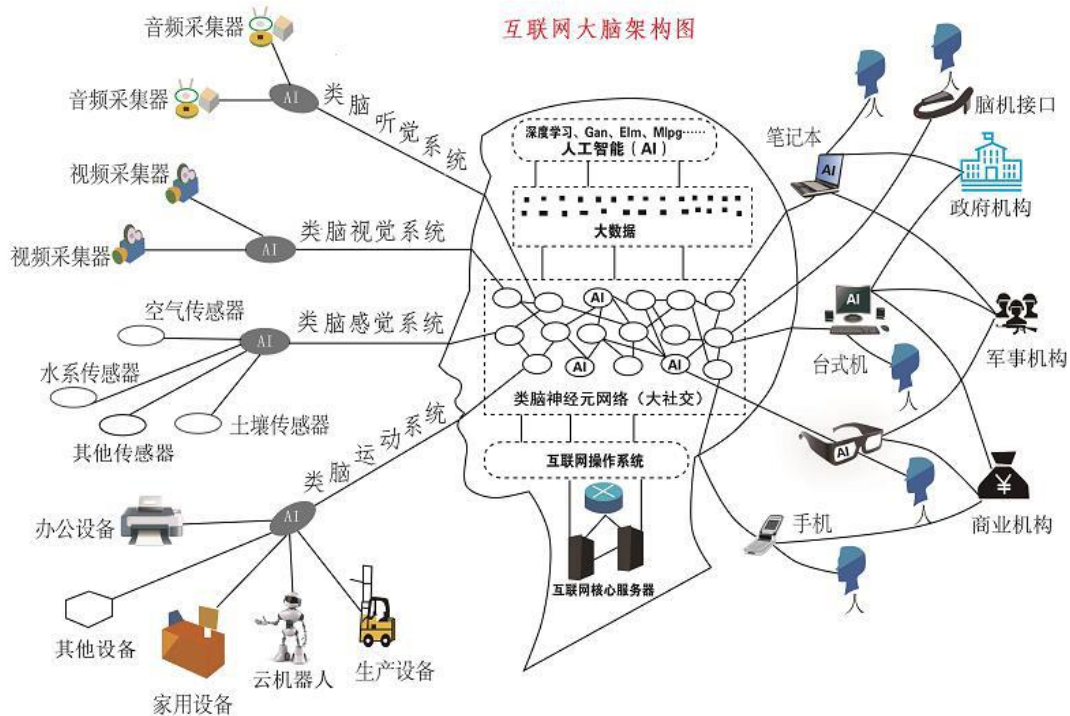 互联网大脑架构图
音频采集器
音频采集器
AI
类脑听觉系统
视频采集器
视频采集器
AI
类脑视觉系统
空气传感器
水系传感器
其他传感器
土壤传感器
AI
类脑感觉系统
类脑运动系统
AI
办公设备
其他设备
家用设备
云机器人
生产设备
深度学习、Gan、Elm、Mlpg……
人工智能(AI)
大数据
AI
AI
AI
类脑神经元网络（大社交）
互联网操作系统
互联网核心服务器
人
人
脑机接口
笔记本
AI
政府机构
AI
台式机
人
军事机构
AI
人
¥
商业机构
手机
人